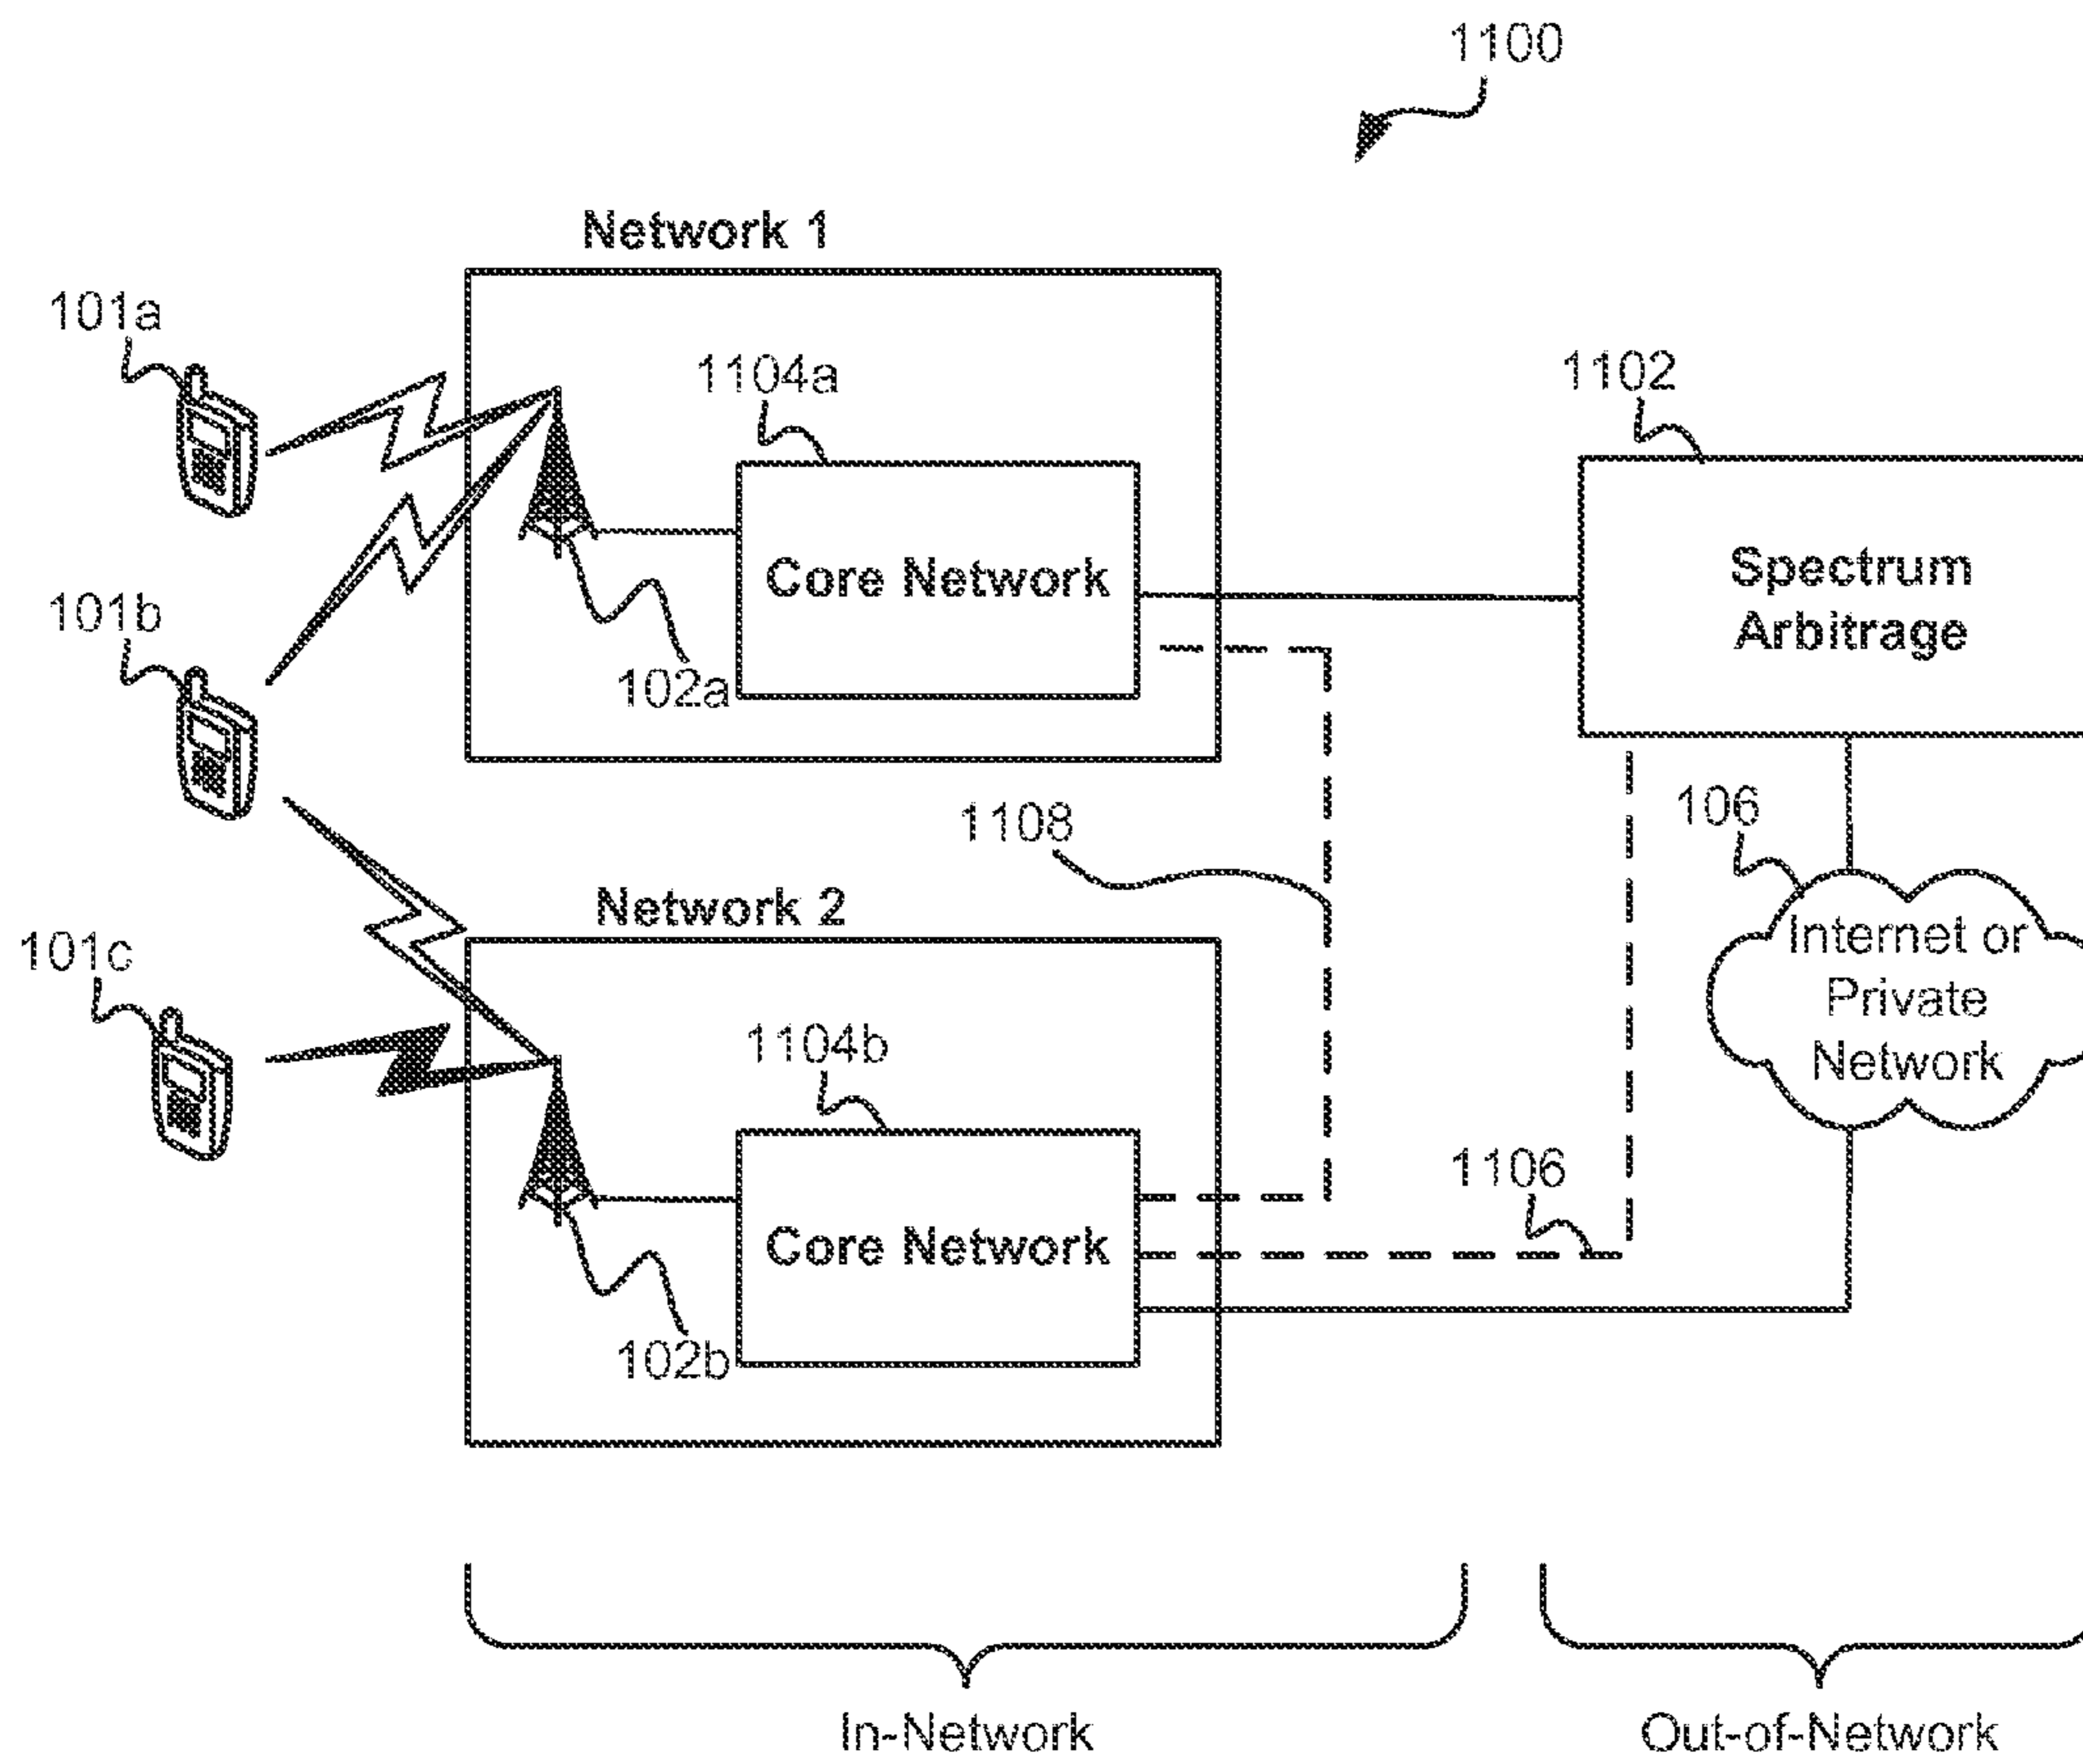 1100
Network 1
101a
1104a
1102
Core Network
Spectrum
Arbitrage
101b
102a
1108
106
Network 2
Internet or
Private
Network
101c
1104b
1106
Core Network
102b
In-Network
Out-of-Network